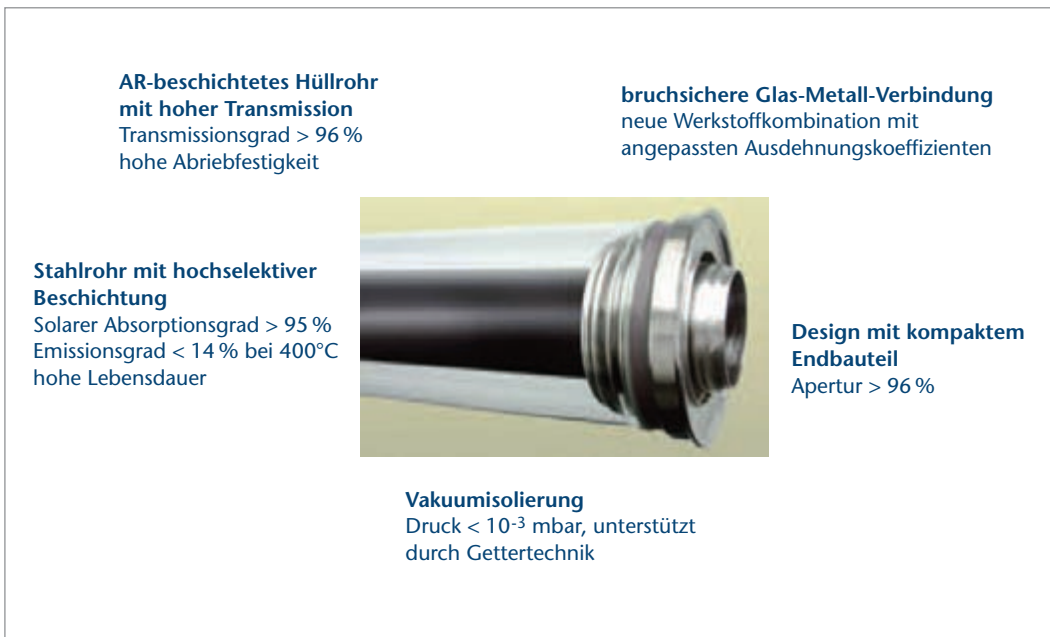 AR-beschichtetes Hüllrohr
mit hoher Transmission
Transmissionsgrad > 96 %
hohe Abriebfestigkeit
bruchsichere Glas-Metall-Verbindung
neue Werkstoffkombination mit
angepassten Ausdehnungskoeffizienten
Stahlrohr mit hochselektiver
Beschichtung
Solarer Absorptionsgrad > 95 %
Emissionsgrad < 14 % bei 400°C
hohe Lebensdauer
Design mit kompaktem
Endbauteil
Apertur > 96 %
Vakuumisolierung
Druck < 10-3 mbar, unterstützt
durch Gettertechnik